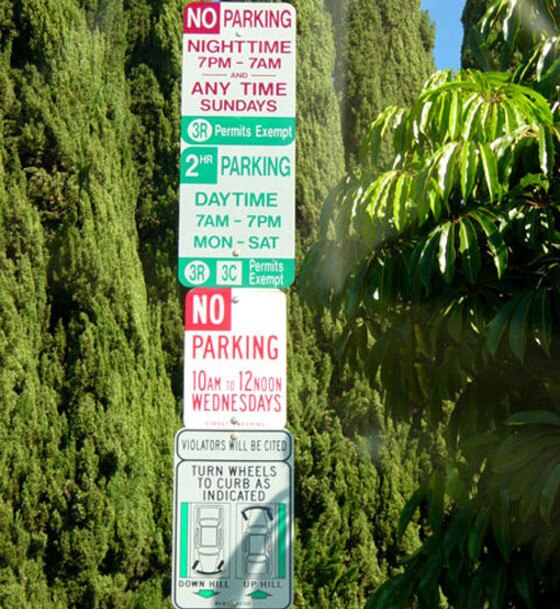 NO PARKING
NIGHTTIME
7PM - 7AM
AND
ANY TIME
SUNDAYS
3R Permits Exempt
2HR PARKING
DAYTIME
7AM - 7PM
MON - SAT
3R 3C Permits Exempt
NO
PARKING
10AM TO 12NOON
WEDNESDAYS
VIOLATORS WILL BE CITED
TURN WHEELS
TO CURB AS
INDICATED
DOWN HILL UP HILL